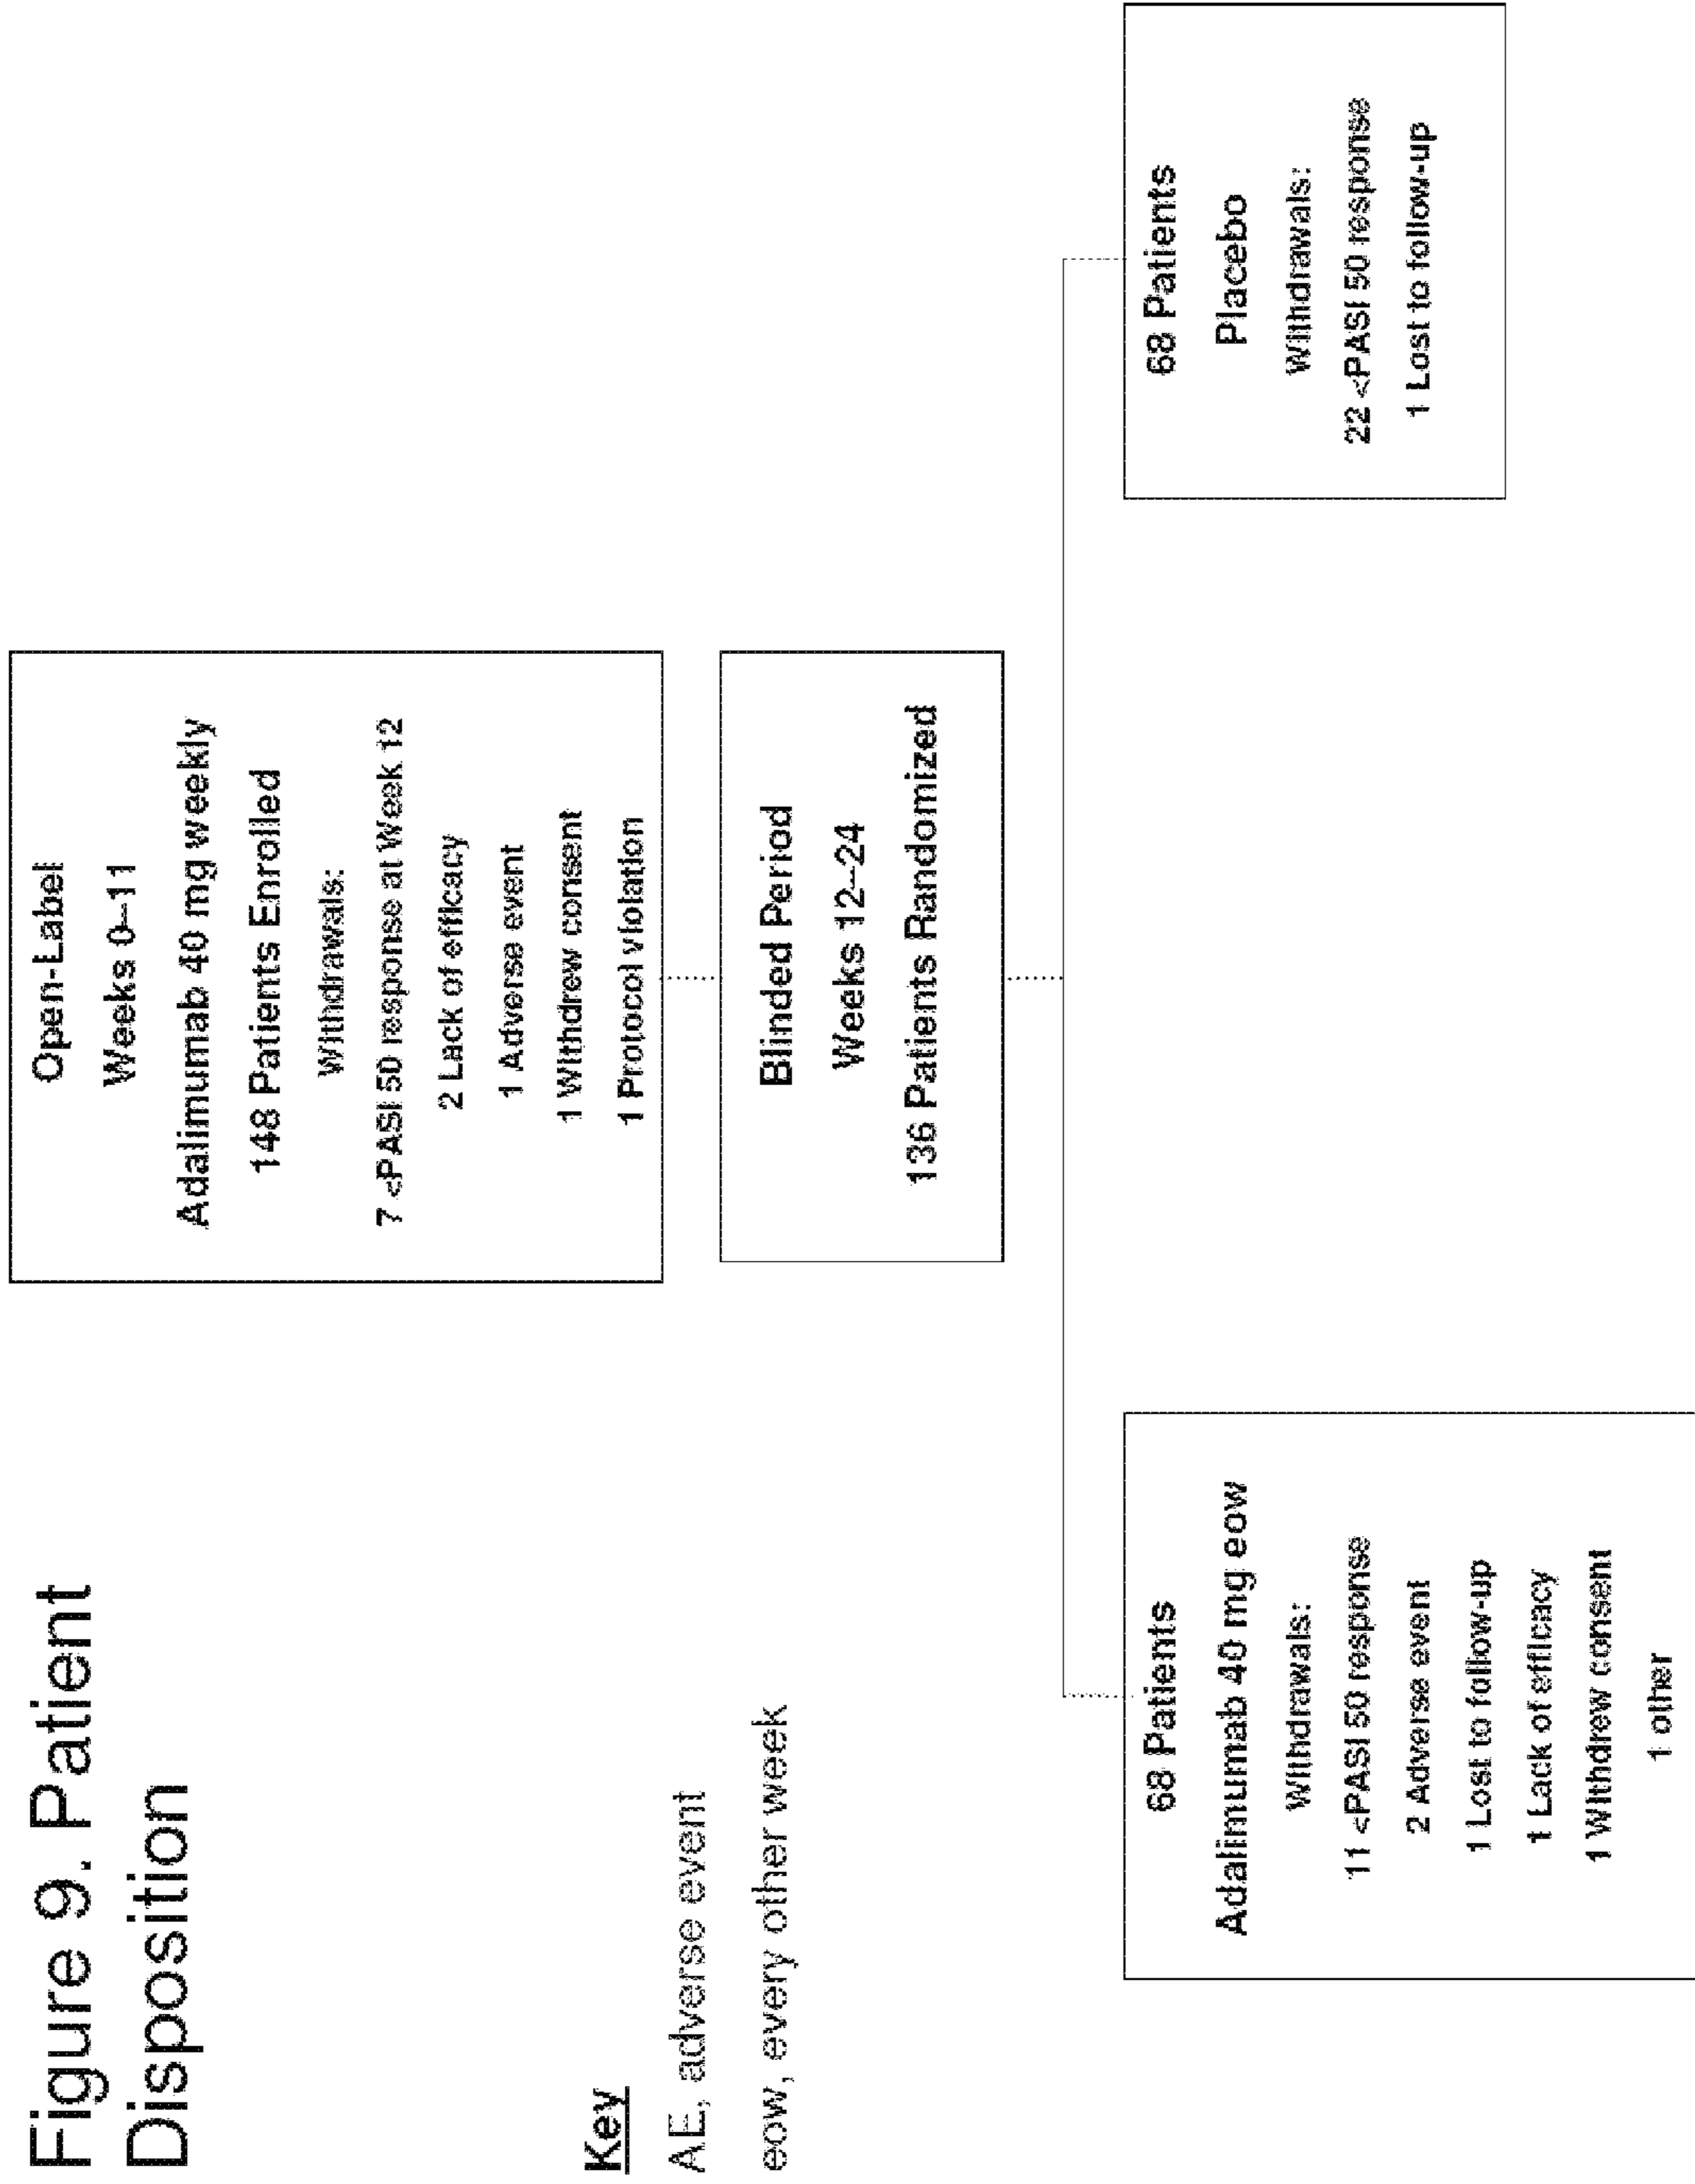 Figure 9. Patient
Disposition
Key
AE, adverse event
eow, every other week
Open-Label
Weeks 0–11
Adalimumab 40 mg weekly
148 Patients Enrolled
Withdrawals:
7 <PASI 50 response at Week 12
2 Lack of efficacy
1 Adverse event
1 Withdrew consent
1 Protocol violation
Blinded Period
Weeks 12–24
136 Patients Randomized
68 Patients
Adalimumab 40 mg eow
Withdrawals:
11 <PASI 50 response
2 Adverse event
1 Lost to follow-up
1 Lack of efficacy
1 Withdrew consent
1 other
68 Patients
Placebo
Withdrawals:
22 <PASI 50 response
1 Lost to follow-up